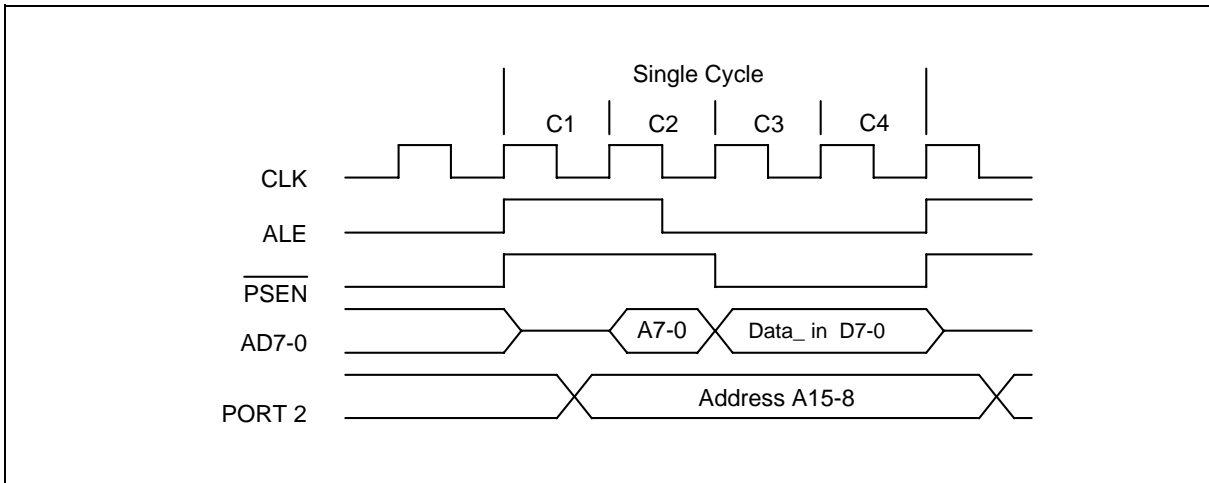 Single Cycle
C1 C2 C3 C4
CLK
ALE
PSEN
AD7-0 A7-0 Data_ in D7-0
PORT 2 Address A15-8